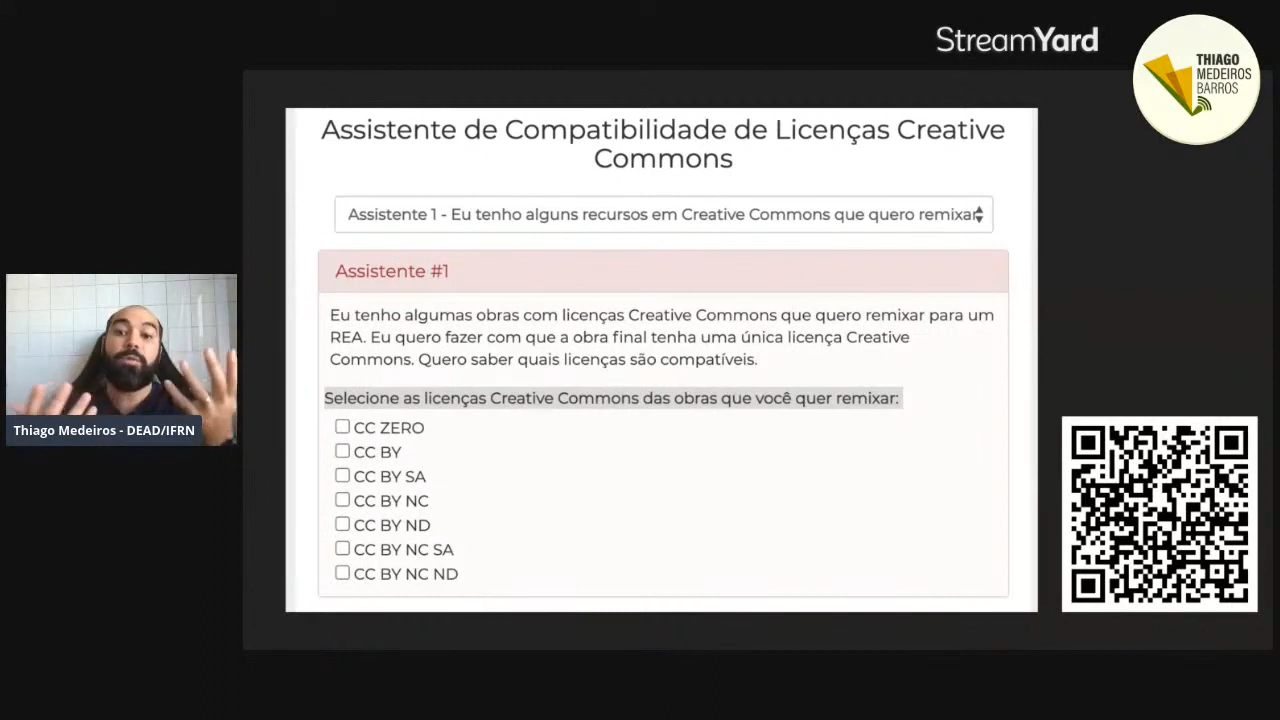 StreamYard
THIAGO
MEDEIROS
BARROS
Assistente de Compatibilidade de Licenças Creative
Commons
Assistente 1 - Eu tenho alguns recursos em Creative Commons que quero remixar
Assistente #1
Eu tenho algumas obras com licenças Creative Commons que quero remixar para um
REA. Eu quero fazer com que a obra final tenha uma única licença Creative
Commons. Quero saber quais licenças são compatíveis.
Selecione as licenças Creative Commons das obras que você quer remixar:
CC ZERO
CC BY
CC BY SA
CC BY NC
CC BY ND
CC BY NC SA
CC BY NC ND
Thiago Medeiros - DEAD/IFRN